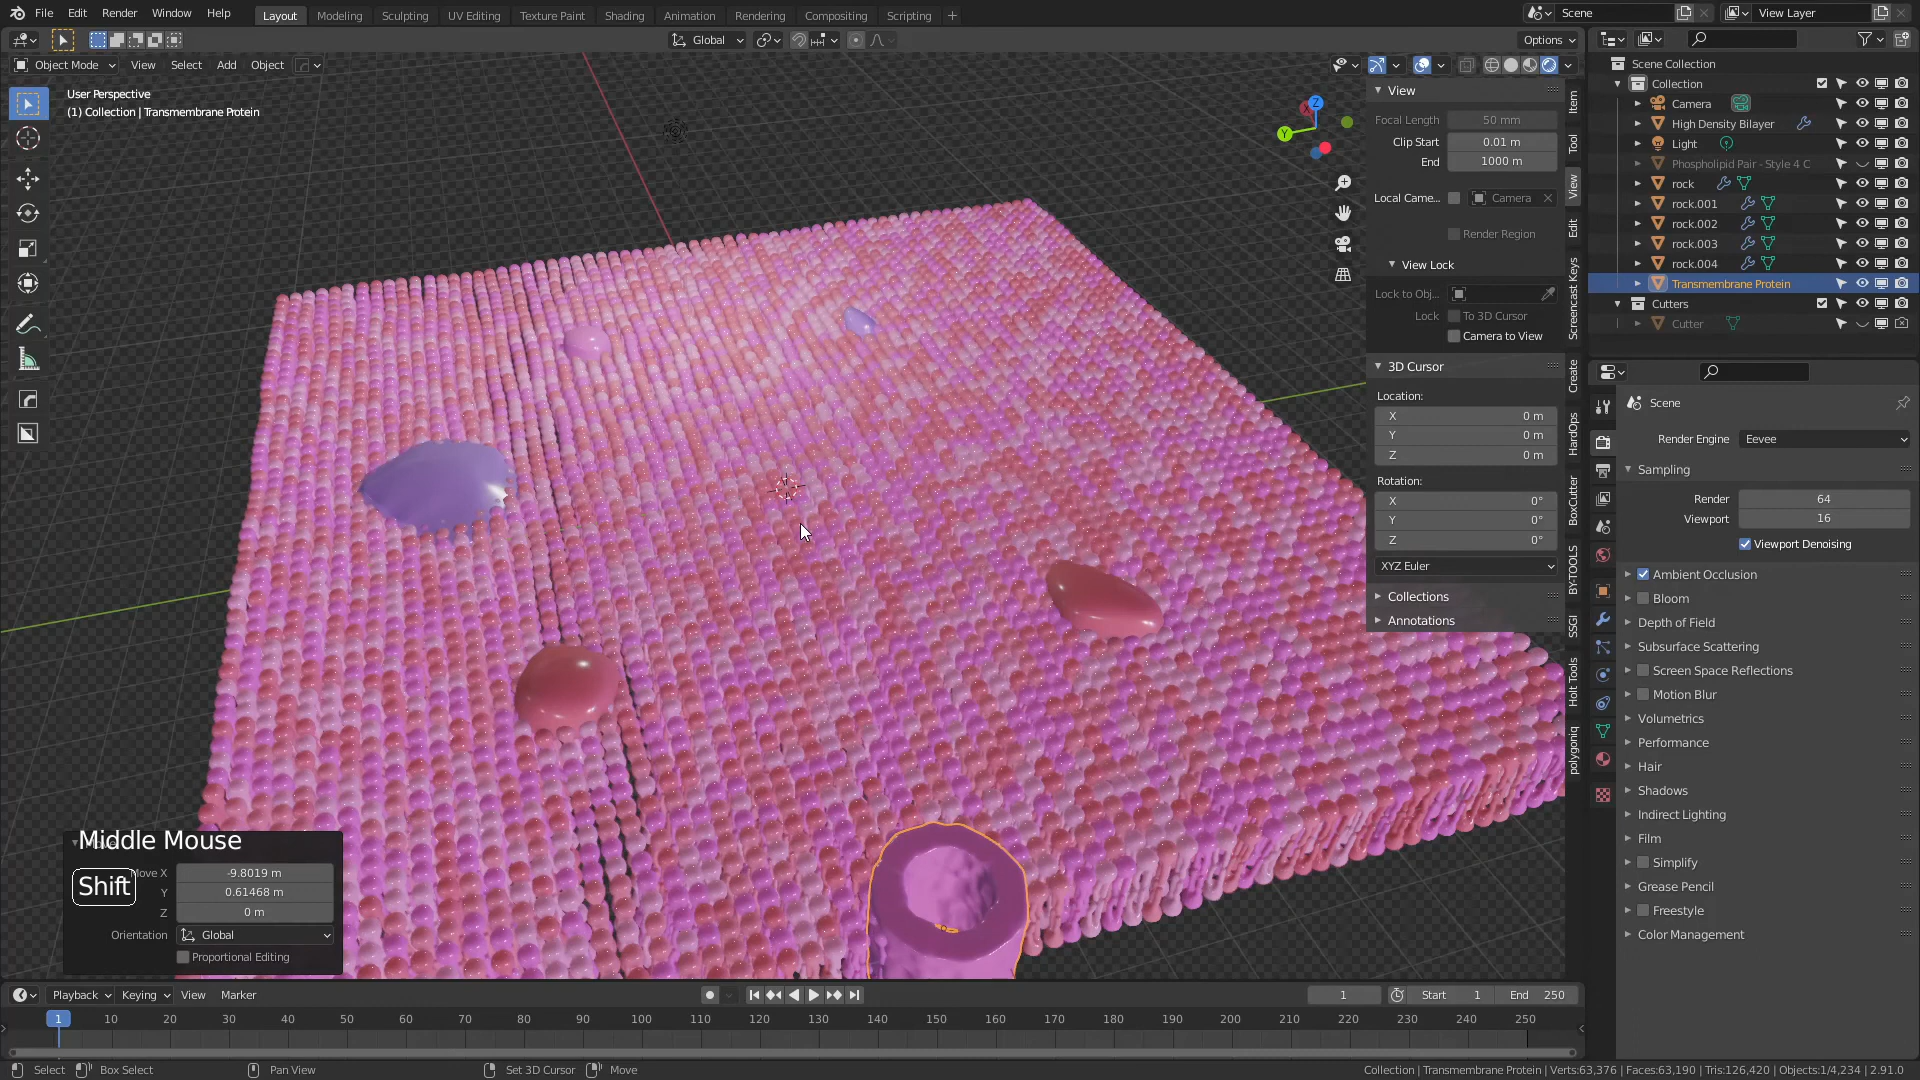 File Edit Render Window Help Layout Modeling Sculpting UV Editing Texture Paint Shading Animation Rendering Compositing Scripting + Scene View Layer
Global Options
Object Mode View Select Add Object
User Perspective
(1) Collection | Transmembrane Protein
X
Z
Y
View
Focal Length 50 mm
Clip Start 0.01 m
End 1000 m
Local Came... Camera
Render Region
View Lock
Lock to Obj...
Lock To 3D Cursor
Camera to View
3D Cursor
Location:
X 0 m
Y 0 m
Z 0 m
Rotation:
X 0°
Y 0°
Z 0°
XYZ Euler
Collections
Annotations
Item
Tool
View
Edit
Screencast Keys
Create
HardOps
BoxCutter
BY-TOOLS
SSGI
Holt Tools
polygoniq
Scene Collection
Collection
Camera
High Density Bilayer
Light
Phospholipid Pair - Style 4 C
rock
rock.001
rock.002
rock.003
rock.004
Transmembrane Protein
Cutters
Cutter
Scene
Render Engine Eevee
Sampling
Render 64
Viewport 16
Viewport Denoising
Ambient Occlusion
Bloom
Depth of Field
Subsurface Scattering
Screen Space Reflections
Motion Blur
Volumetrics
Performance
Hair
Shadows
Indirect Lighting
Film
Simplify
Grease Pencil
Freestyle
Color Management
Middle Mouse
Shift
Move X -9.8019 m
Y 0.61468 m
Z 0 m
Orientation Global
Proportional Editing
Playback Keying View Marker 1 Start 1 End 250
1 10 20 30 40 50 60 70 80 90 100 110 120 130 140 150 160 170 180 190 200 210 220 230 240 250
Select Box Select Pan View Set 3D Cursor Move Collection | Transmembrane Protein | Verts:63,376 | Faces:63,190 | Tris:126,420 | Objects:1/4,234 | 2.91.0